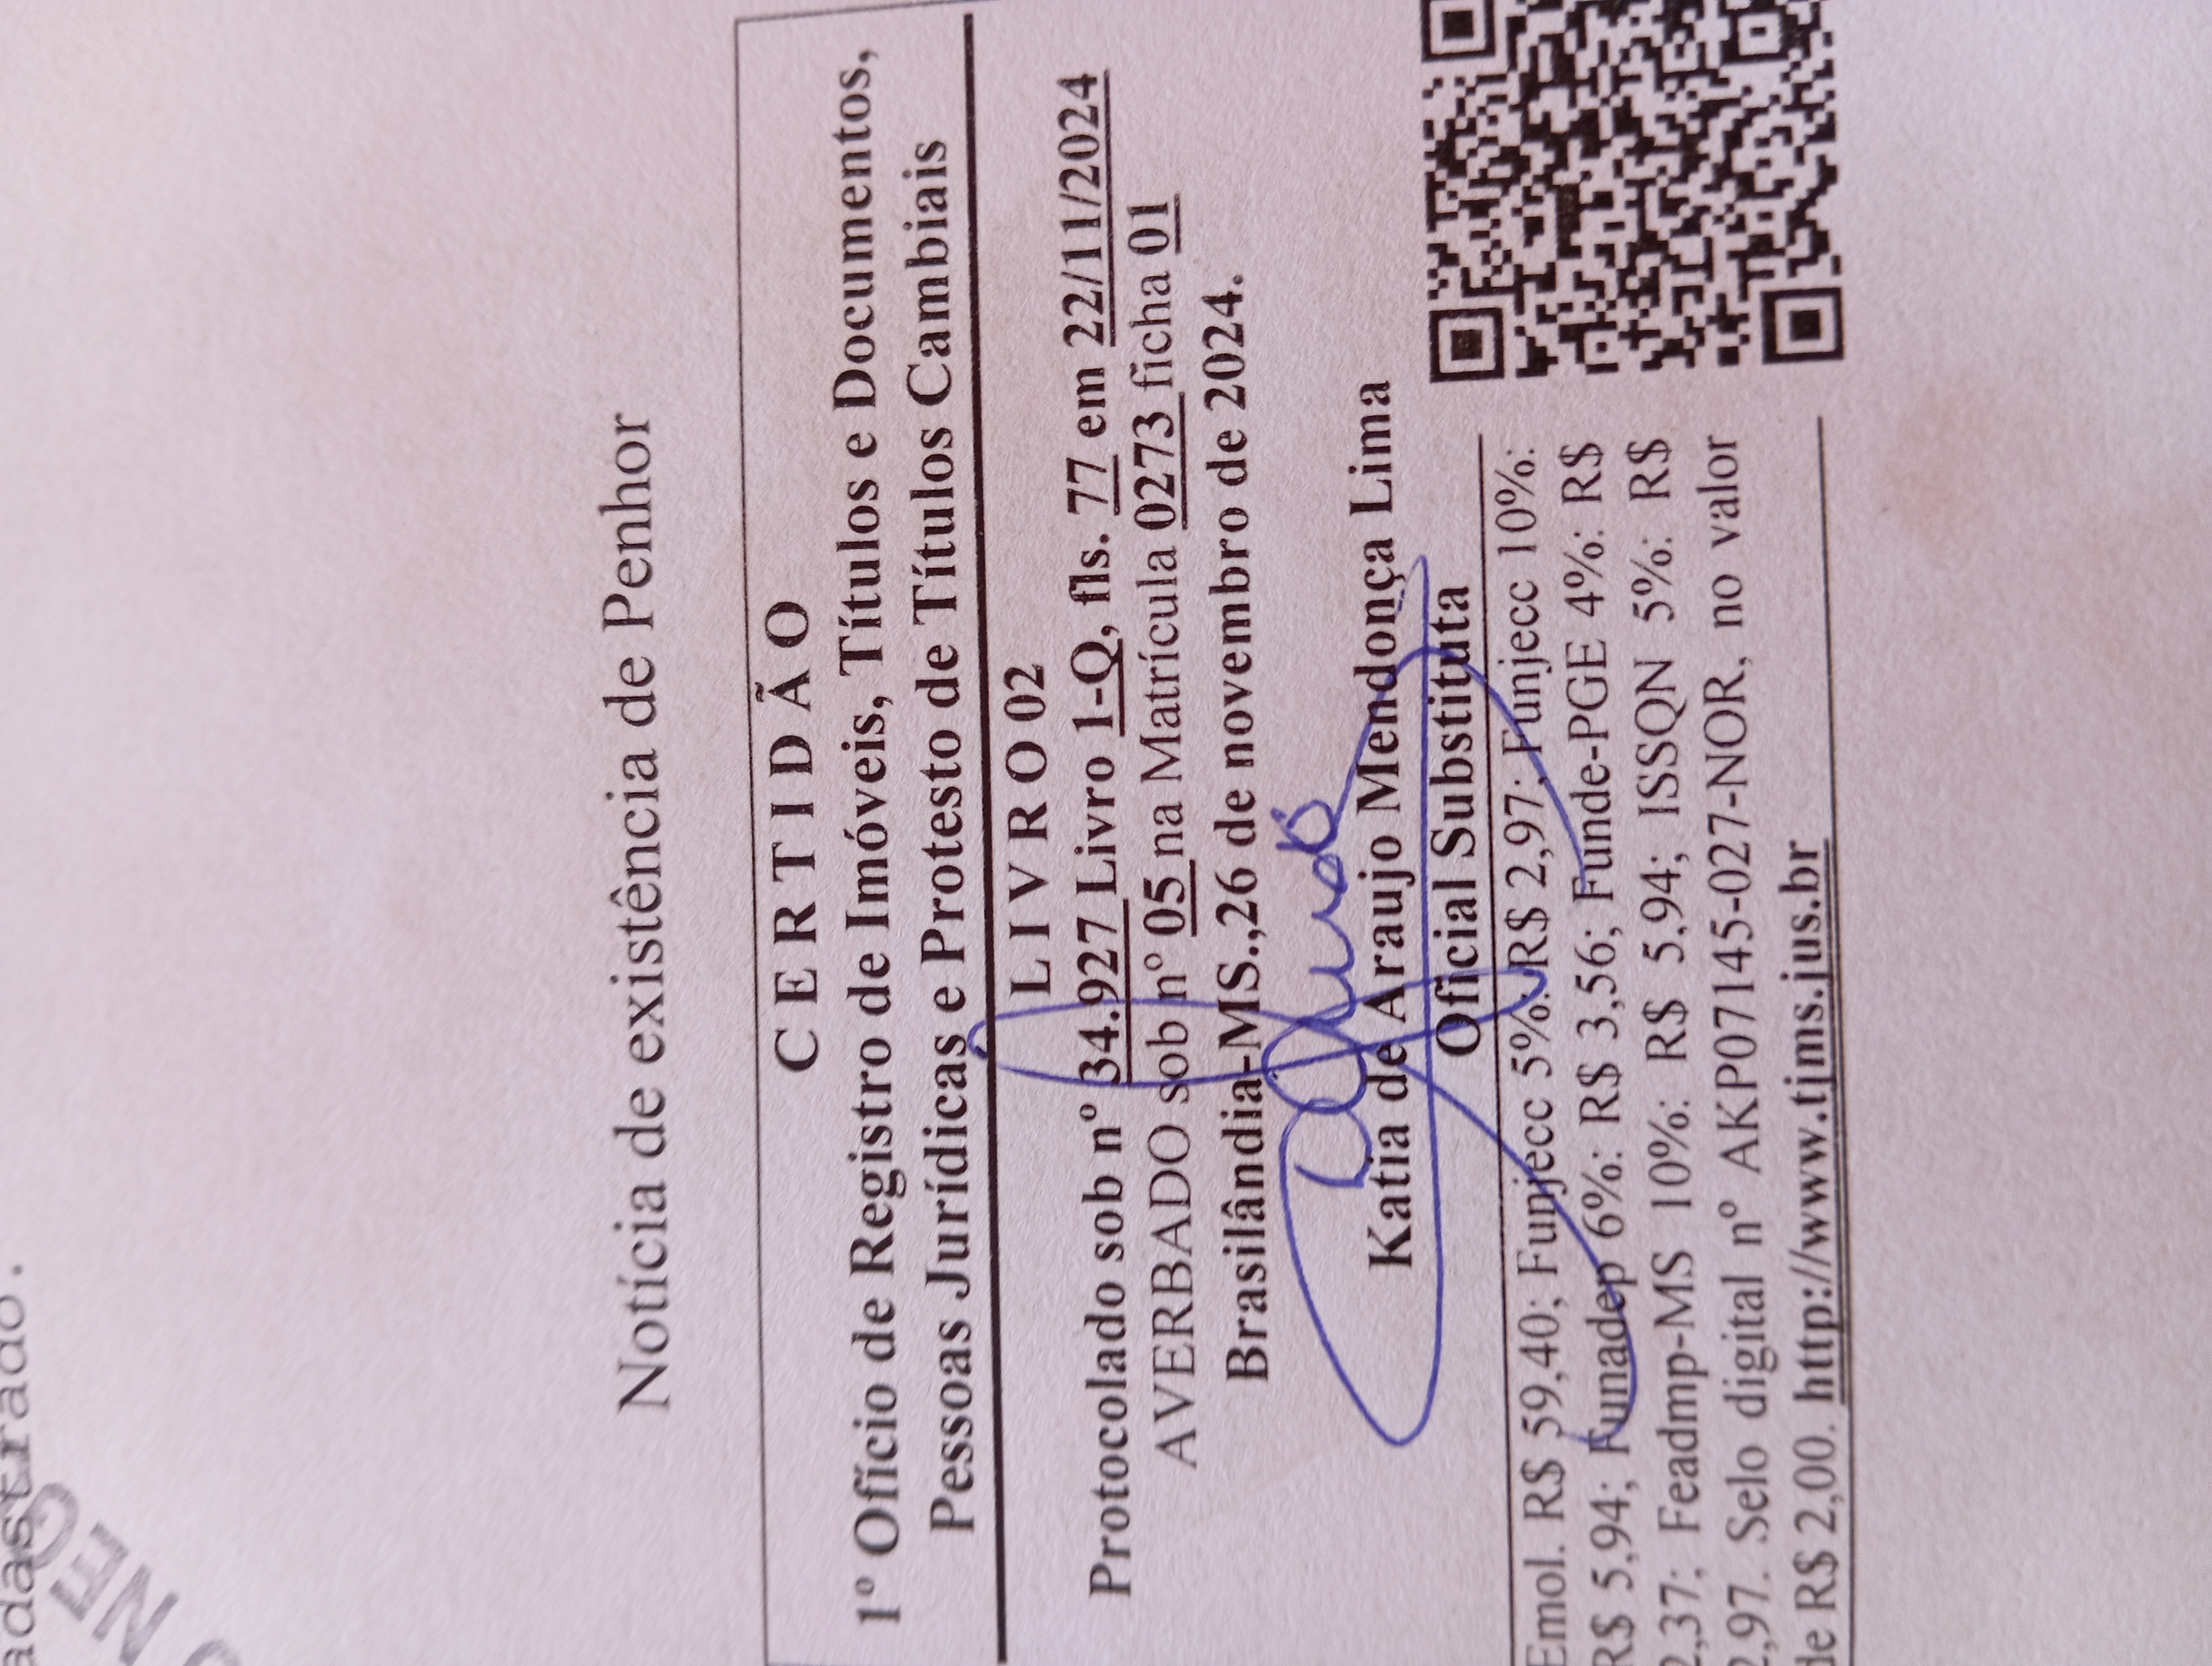 adastrado.
NEG
Notícia de existência de Penhor
CERTIDÃO
1º Ofício de Registro de Imóveis, Títulos e Documentos,
Pessoas Jurídicas e Protesto de Títulos Cambiais
LIVRO 02
Protocolado sob nº 34.927 Livro 1-Q, fls. 77 em 22/11/2024
AVERBADO sob nº 05 na Matrícula 0273 ficha 01
Brasilândia-MS.,26 de novembro de 2024.
Katia de Araujo Mendonça Lima
Oficial Substituta
Emol. R$ 59,40; Funjecc 5%: R$ 2,97; Funjecc 10%:
R$ 5,94; Funadep 6%: R$ 3,56; Funde-PGE 4%: R$
2,37; Feadmp-MS 10%: R$ 5,94; ISSQN 5%: R$
2,97. Selo digital nº AKP07145-027-NOR, no valor
de R$ 2,00. http://www.tjms.jus.br